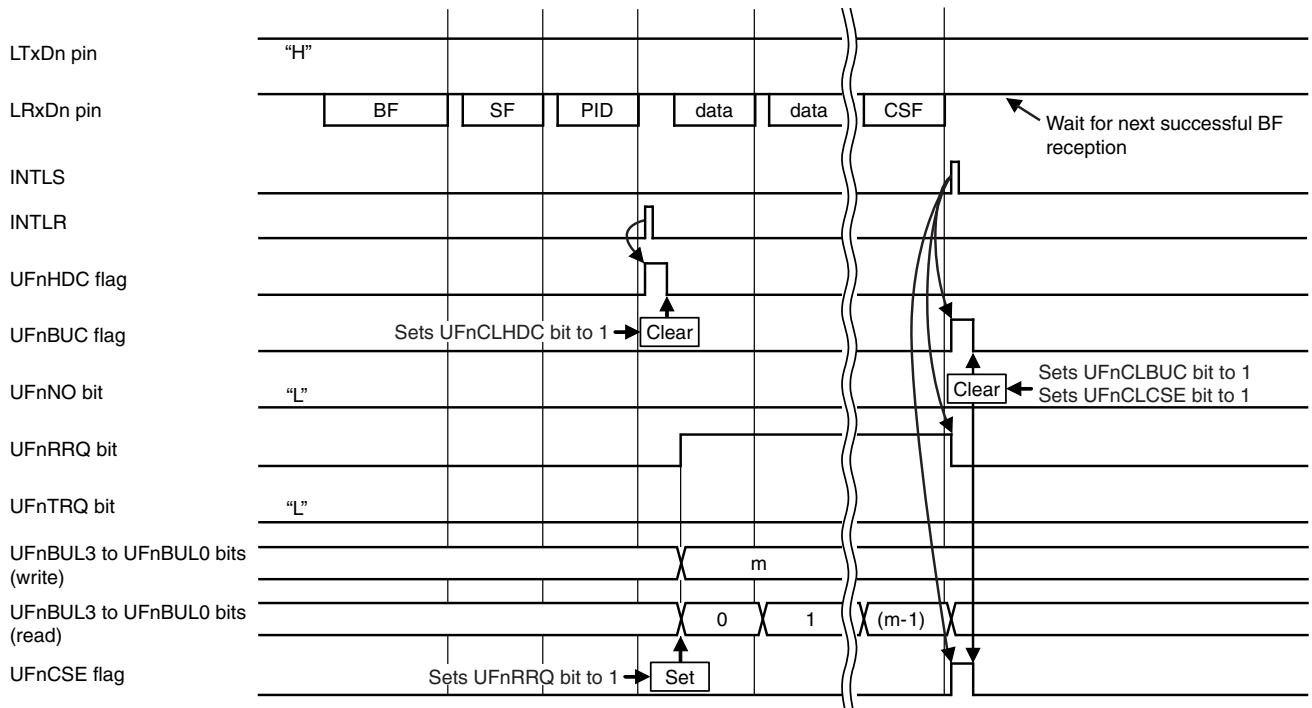 LTxDn pin
“H”
LRxDn pin
BF
SF
PID
data
data
CSF
Wait for next successful BF
reception
INTLS
INTLR
UFnHDC flag
UFnBUC flag
Sets UFnCLHDC bit to 1
Clear
UFnNO bit
“L”
Clear
Sets UFnCLBUC bit to 1
Sets UFnCLCSE bit to 1
UFnRRQ bit
UFnTRQ bit
“L”
UFnBUL3 to UFnBUL0 bits
(write)
m
UFnBUL3 to UFnBUL0 bits
(read)
0
1
(m-1)
UFnCSE flag
Sets UFnRRQ bit to 1
Set